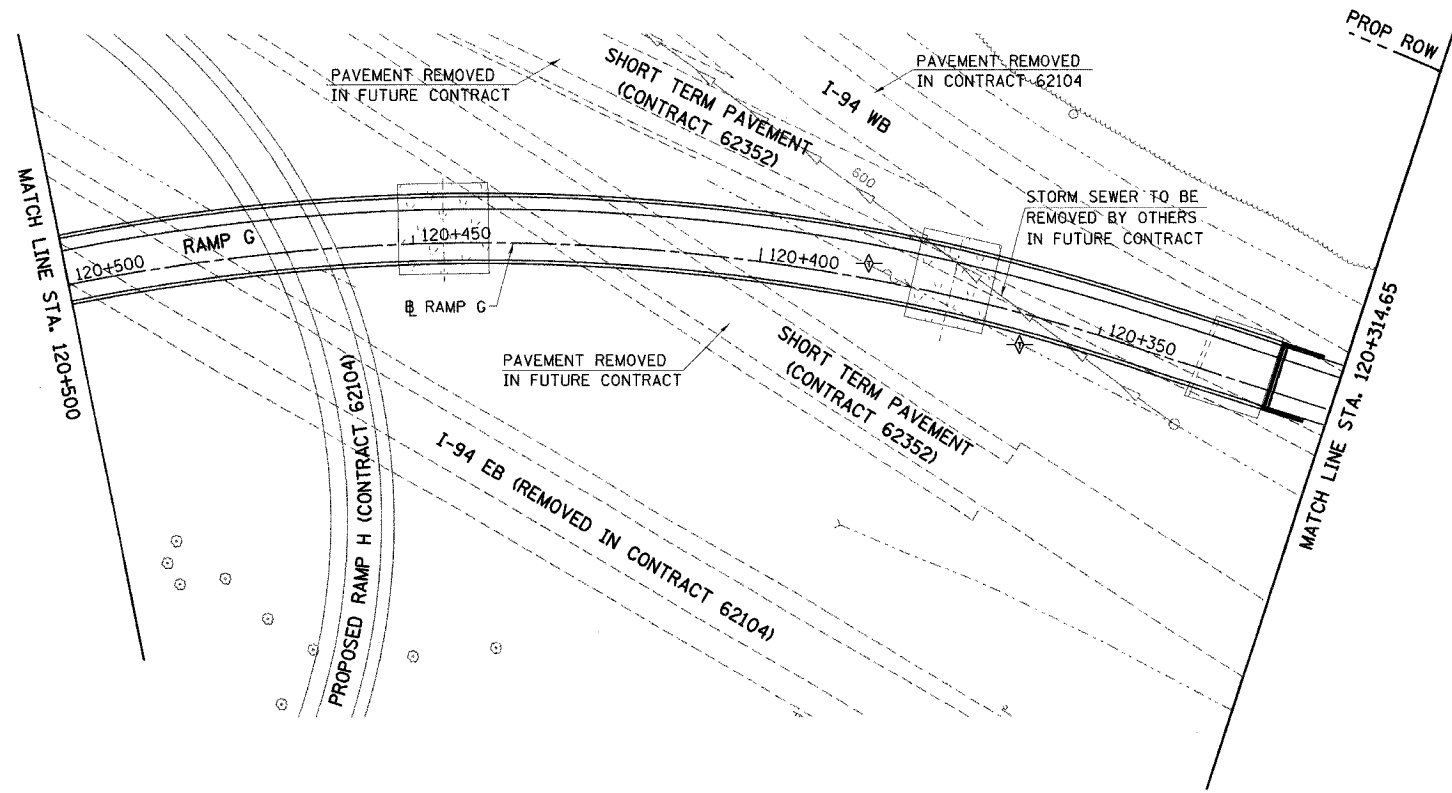 PROP ROW
PAVEMENT REMOVED
IN FUTURE CONTRACT
SHORT TERM PAVEMENT
(CONTRACT 62352)
I-94 WB
PAVEMENT REMOVED
IN CONTRACT 62104
600
STORM SEWER TO BE
REMOVED BY OTHERS
IN FUTURE CONTRACT
MATCH LINE STA. 120+500
RAMP G
120+500
120+450
120+400
120+350
℄ RAMP G
PAVEMENT REMOVED
IN FUTURE CONTRACT
SHORT TERM PAVEMENT
(CONTRACT 62352)
MATCH LINE STA. 120+314.65
PROPOSED RAMP H (CONTRACT 62104)
I-94 EB (REMOVED IN CONTRACT 62104)